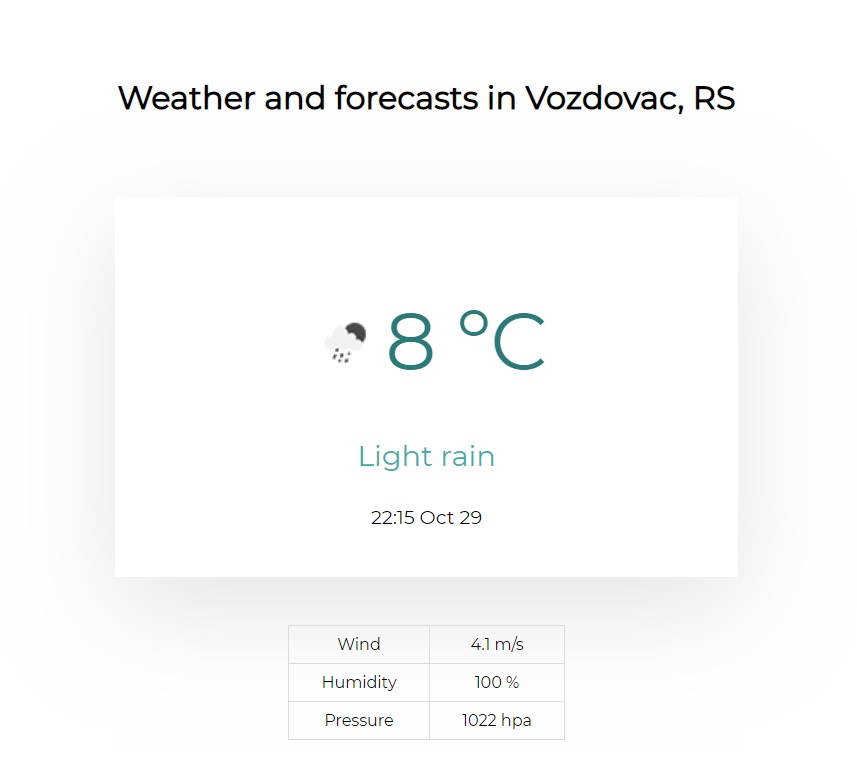 Weather and forecasts in Vozdovac, RS
8 °C
Light rain
22:15 Oct 29
Wind 4.1 m/s
Humidity 100 %
Pressure 1022 hpa